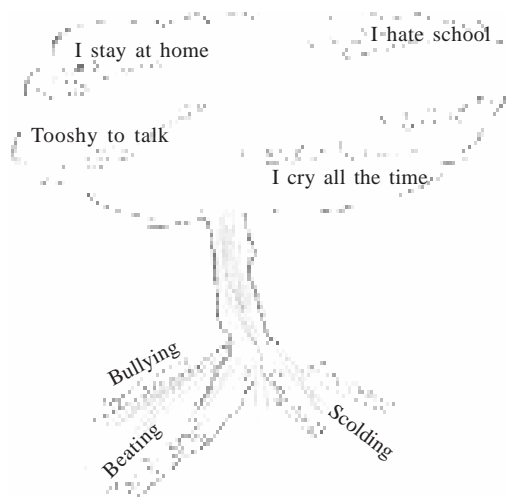 I hate school
I stay at home
Tooshy to talk
I cry all the time
Bullying
Beating
Scolding